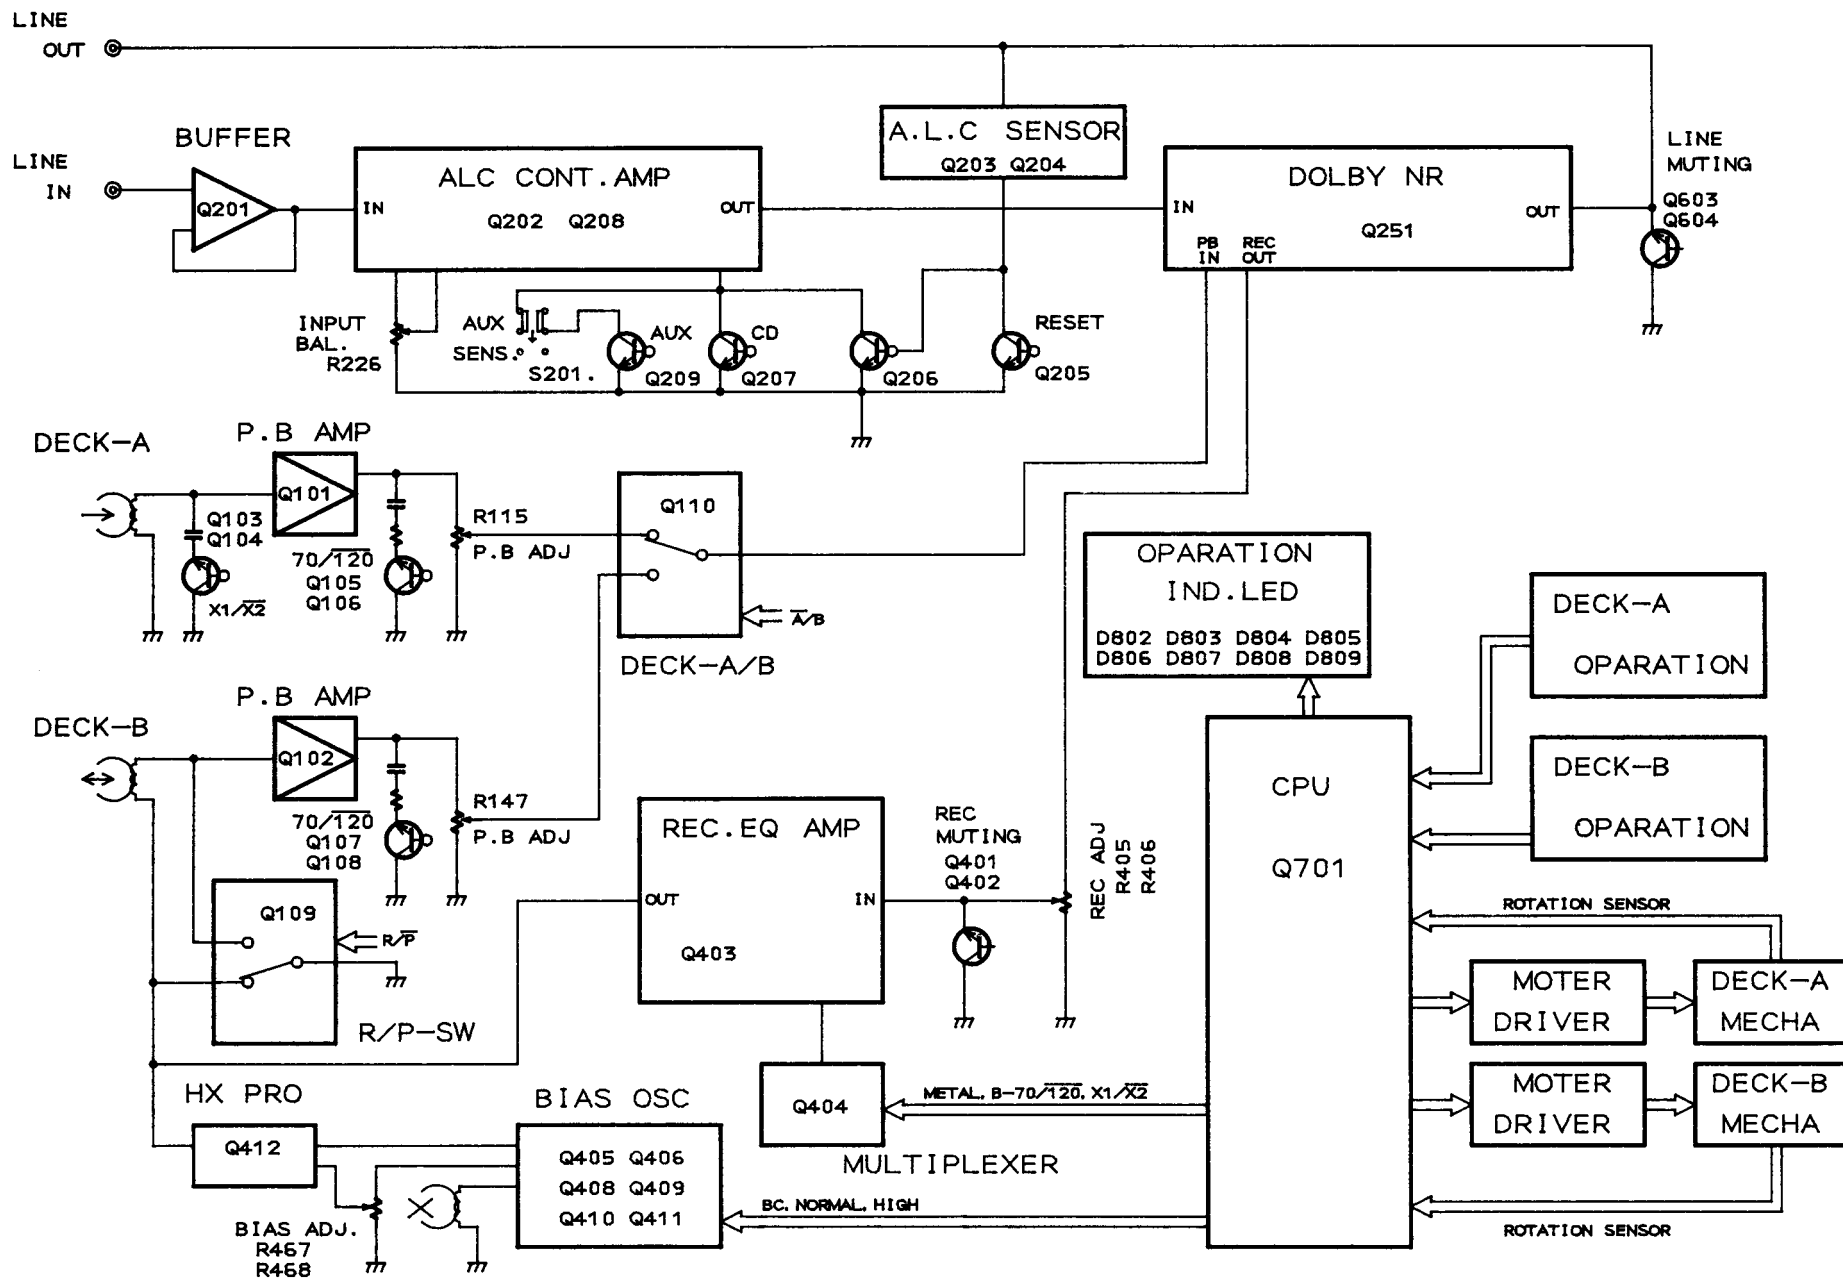 LINE
OUT
BUFFER
LINE
IN
Q201
ALC CONT.AMP
IN
Q202 Q208
OUT
A.L.C SENSOR
Q203 Q204
DOLBY NR
IN
Q251
OUT
PB
IN
REC
OUT
LINE
MUTING
Q603
Q604
INPUT
BAL.
R226
AUX
SENS.
S201.
AUX
Q209
CD
Q207
Q206
RESET
Q205
DECK-A
P.B AMP
Q101
Q103
Q104
X1/X2
70/120
Q105
Q106
R115
P.B ADJ
Q110
A/B
DECK-A/B
OPARATION
IND.LED
D802 D803 D804 D805
D806 D807 D808 D809
DECK-A
OPARATION
DECK-B
P.B AMP
Q102
70/120
Q107
Q108
R147
P.B ADJ
Q109
R/P
R/P-SW
REC.EQ AMP
OUT
IN
Q403
REC
MUTING
Q401
Q402
REC ADJ
R405
R406
CPU
Q701
DECK-B
OPARATION
ROTATION SENSOR
MOTER
DRIVER
DECK-A
MECHA
MOTER
DRIVER
DECK-B
MECHA
ROTATION SENSOR
HX PRO
Q412
BIAS ADJ.
R467
R468
BIAS OSC
Q405 Q406
Q408 Q409
Q410 Q411
Q404
MULTIPLEXER
METAL, B-70/120, X1/X2
BC, NORMAL, HIGH